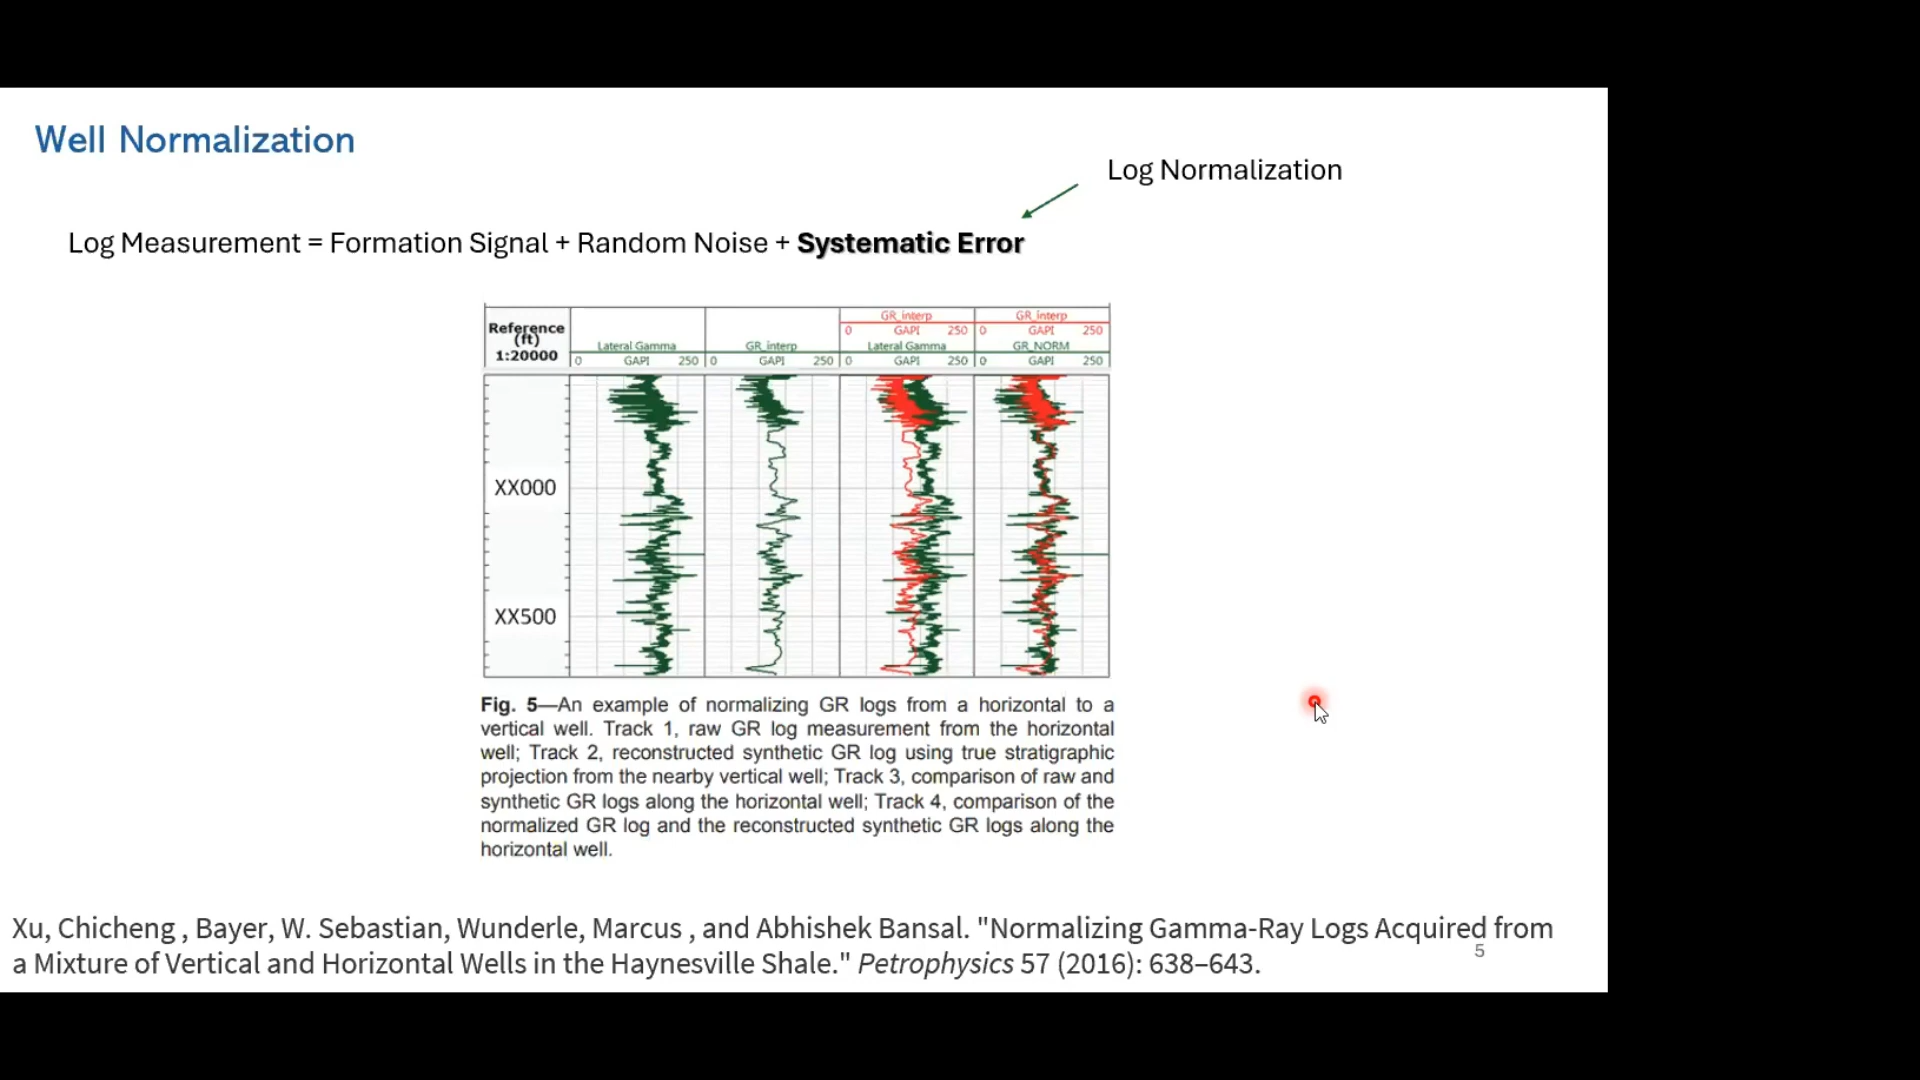 Well Normalization
Log Normalization
Log Measurement = Formation Signal + Random Noise + Systematic Error
Reference
(ft)
1:20000
Lateral Gamma
0 GAPI 250
GR_interp
0 GAPI 250
GR_interp
0 GAPI 250
Lateral Gamma
0 GAPI 250
GR_interp
0 GAPI 250
GR_NORM
0 GAPI 250
XX000
XX500
Fig. 5—An example of normalizing GR logs from a horizontal to a
vertical well. Track 1, raw GR log measurement from the horizontal
well; Track 2, reconstructed synthetic GR log using true stratigraphic
projection from the nearby vertical well; Track 3, comparison of raw and
synthetic GR logs along the horizontal well; Track 4, comparison of the
normalized GR log and the reconstructed synthetic GR logs along the
horizontal well.
Xu, Chicheng , Bayer, W. Sebastian, Wunderle, Marcus , and Abhishek Bansal. "Normalizing Gamma-Ray Logs Acquired from
a Mixture of Vertical and Horizontal Wells in the Haynesville Shale." Petrophysics 57 (2016): 638–643.
5